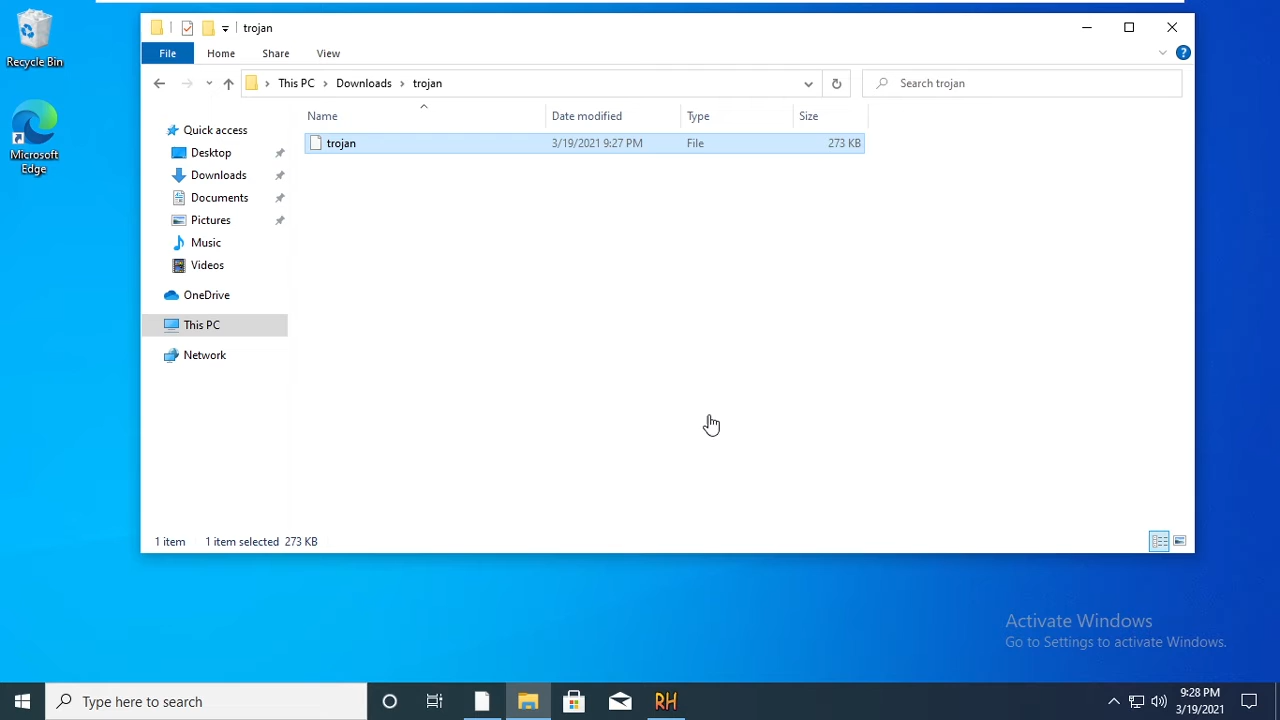 trojan
File Home Share View
This PC Downloads trojan
Search trojan
Name Date modified Type Size
trojan 3/19/2021 9:27 PM File 273 KB
Quick access
Desktop
Downloads
Documents
Pictures
Music
Videos
OneDrive
This PC
Network
1 item 1 item selected 273 KB
Recycle Bin
Microsoft
Edge
Activate Windows
Go to Settings to activate Windows.
Type here to search
RH
9:28 PM
3/19/2021